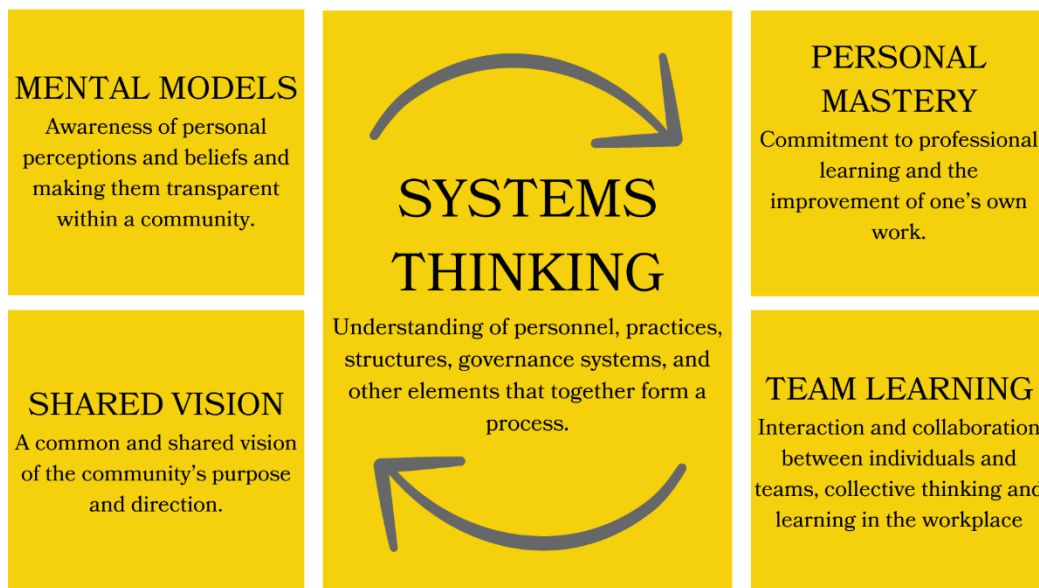 MENTAL MODELS
Awareness of personal
perceptions and beliefs and
making them transparent
within a community.
SHARED VISION
A common and shared vision
of the community's purpose
and direction.
SYSTEMS
THINKING
Understanding of personnel, practices,
structures, governance systems, and
other elements that together form a
process.
PERSONAL
MASTERY
Commitment to professional
learning and the
improvement of one's own
work.
TEAM LEARNING
Interaction and collaboration
between individuals and
teams, collective thinking and
learning in the workplace